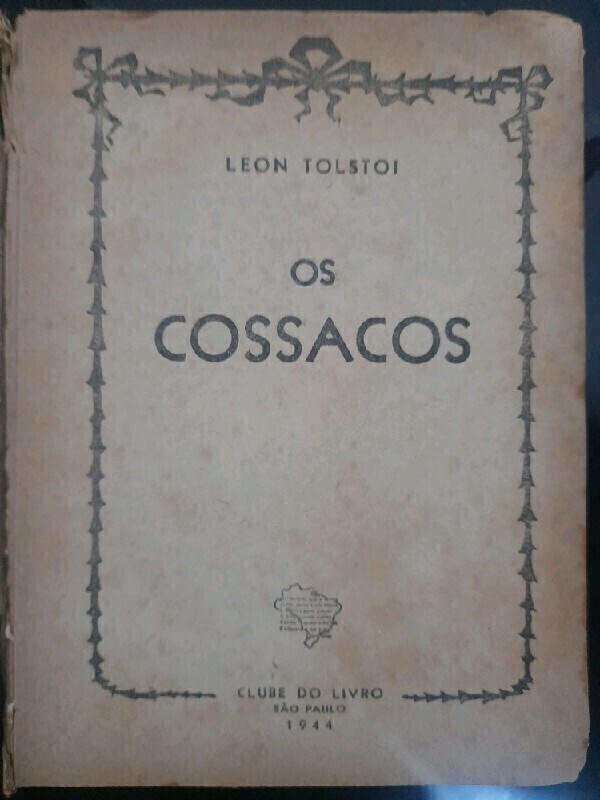 LEON TOLSTOI
OS
COSSACOS
CLUBE DO LIVRO
SÃO PAULO
1944